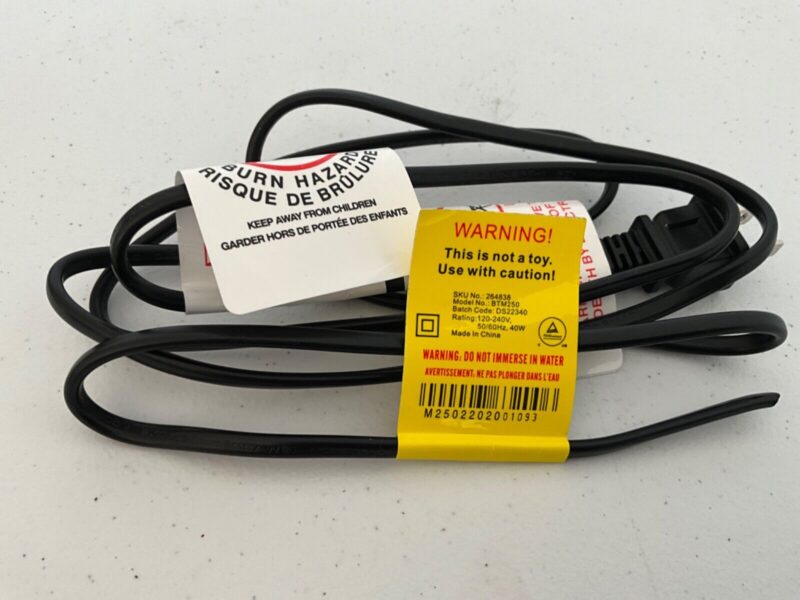 BURN HAZARD
RISQUE DE BRÛLURE
KEEP AWAY FROM CHILDREN
GARDER HORS DE PORTÉE DES ENFANTS
WARNING!
This is not a toy.
Use with caution!
SKU No.: 264838
Model No.: BTM250
Batch Code: DS22340
Rating:120-240V,
50/60Hz, 40W
Made In China
WARNING: DO NOT IMMERSE IN WATER
AVERTISSEMENT: NE PAS PLONGER DANS L'EAU
M2502202001093